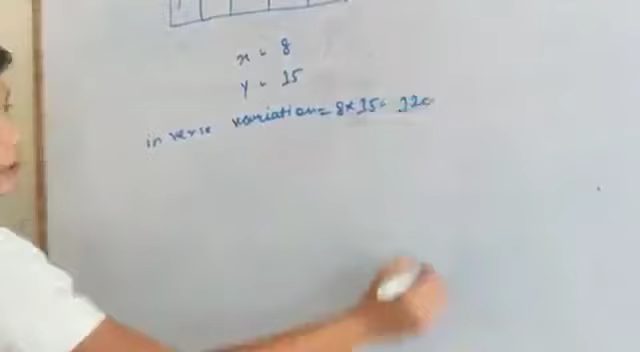 x = 8
y = 15
inverse variation = 8×15 = 120